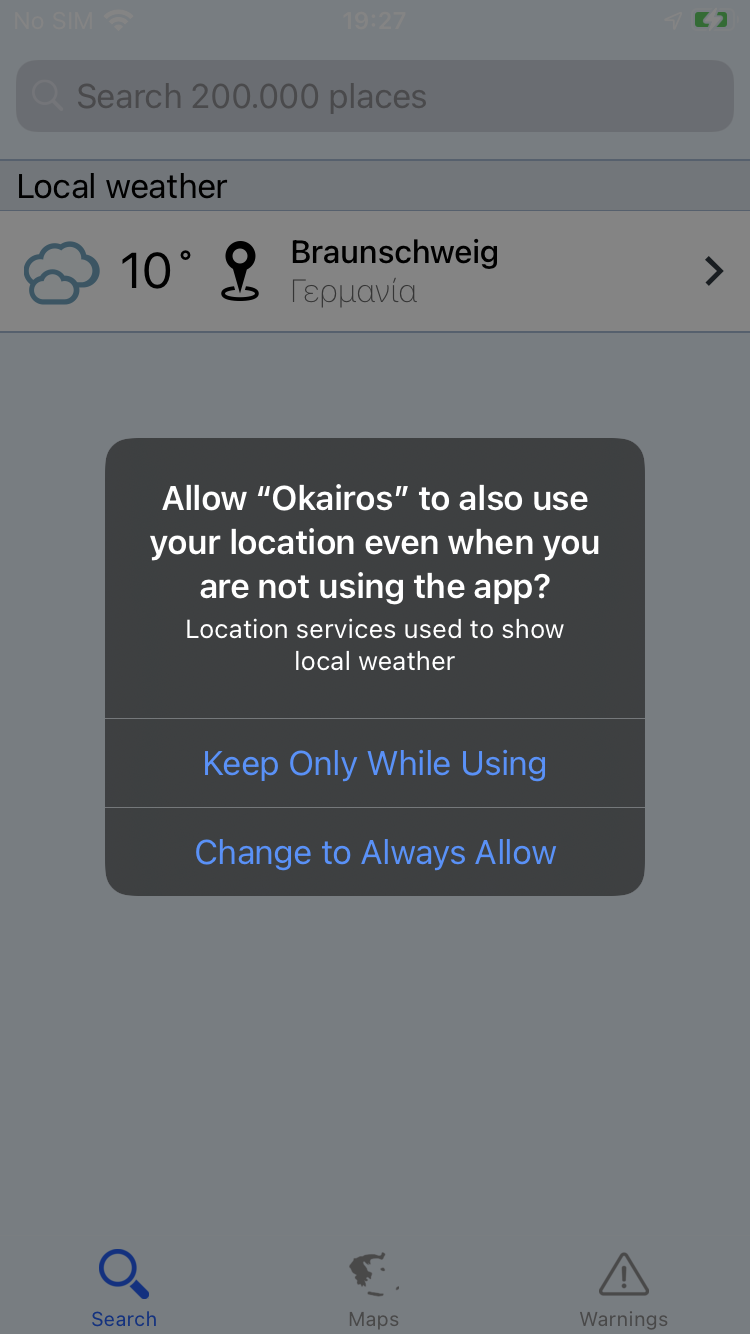 No SIM 19:27
Search 200.000 places
Local weather
10° Braunschweig
Γερμανία
Allow “Okairos” to also use
your location even when you
are not using the app?
Location services used to show
local weather
Keep Only While Using
Change to Always Allow
Search Maps Warnings